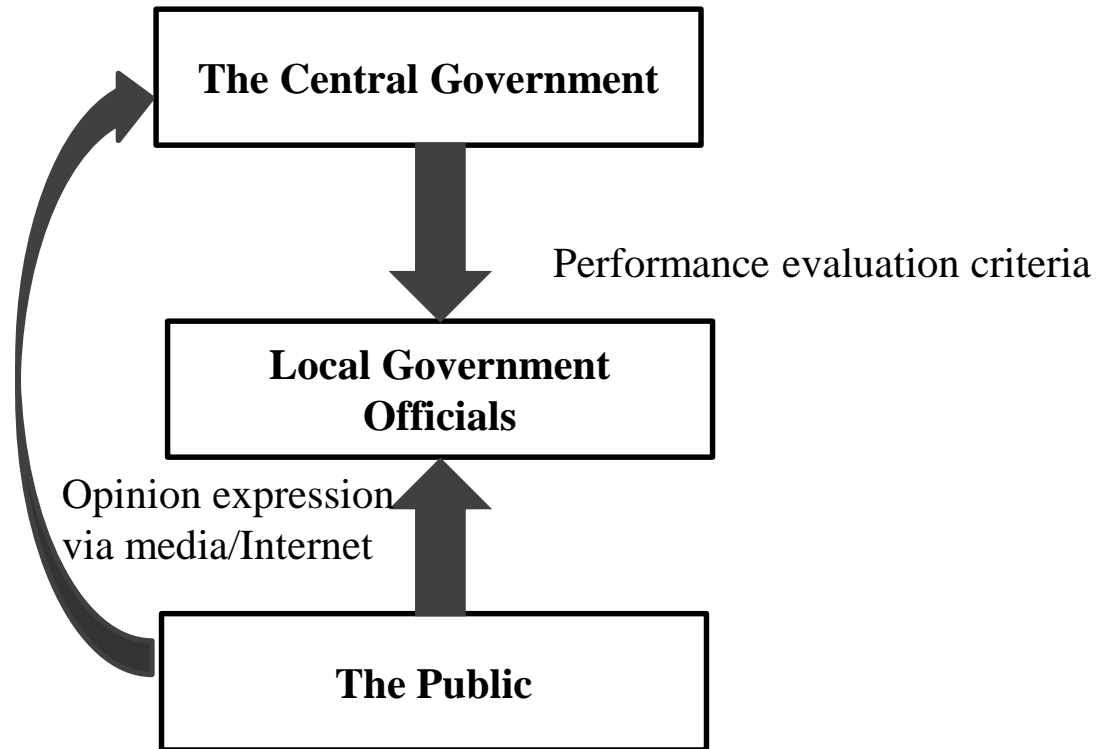 The Central Government
Performance evaluation criteria
Local Government
Officials
Opinion expression
via media/Internet
The Public